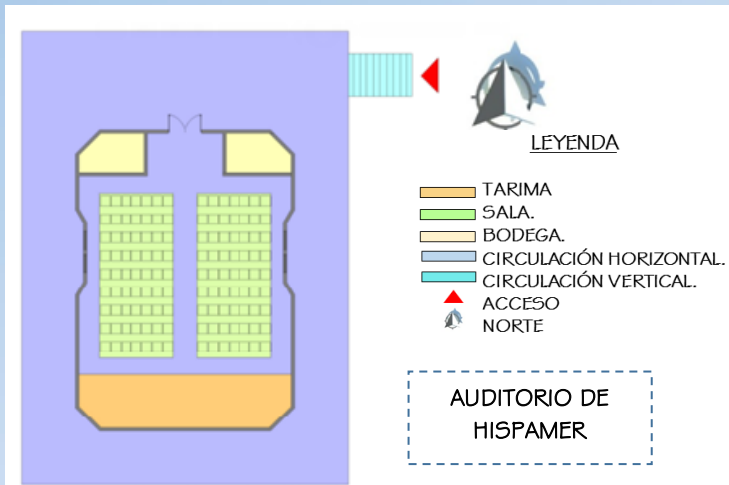 LEYENDA
TARIMA
SALA.
BODEGA.
CIRCULACIÓN HORIZONTAL.
CIRCULACIÓN VERTICAL.
ACCESO
NORTE
AUDITORIO DE
HISPAMER